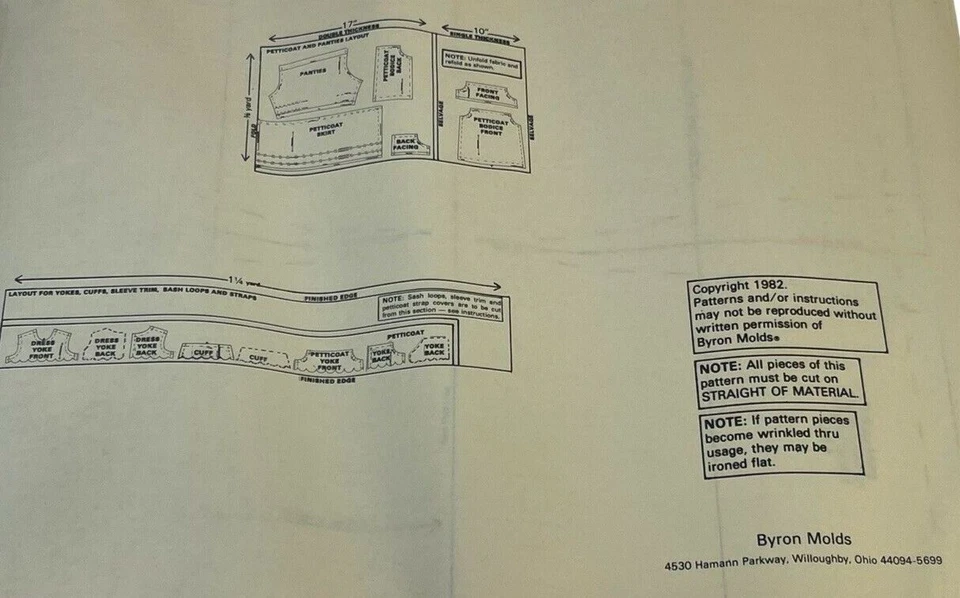 17"
DOUBLE THICKNESS
10"
SINGLE THICKNESS
PETTICOAT AND PANTIES LAYOUT
PANTIES
PETTICOAT
BODICE
BACK
NOTE: Unfold fabric and
refold as shown.
FRONT
FACING
yard
FOLD
SELVAGE
SELVAGE
PETTICOAT
SKIRT
BACK
FACING
PETTICOAT
BODICE
FRONT
1¼ yard
LAYOUT FOR YOKES, CUFFS, SLEEVE TRIM, SASH LOOPS AND STRAPS
FINISHED EDGE
NOTE: Sash loops, sleeve trim and
petticoat strap covers are to be cut
from this section — see instructions.
DRESS
YOKE
FRONT
DRESS
YOKE
BACK
DRESS
YOKE
BACK
CUFF
CUFF
PETTICOAT
YOKE
FRONT
PETTICOAT
YOKE
BACK
YOKE
BACK
FINISHED EDGE
Copyright 1982.
Patterns and/or instructions
may not be reproduced without
written permission of
Byron Molds®
NOTE: All pieces of this
pattern must be cut on
STRAIGHT OF MATERIAL.
NOTE: If pattern pieces
become wrinkled thru
usage, they may be
ironed flat.
Byron Molds
4530 Hamann Parkway, Willoughby, Ohio 44094-5699